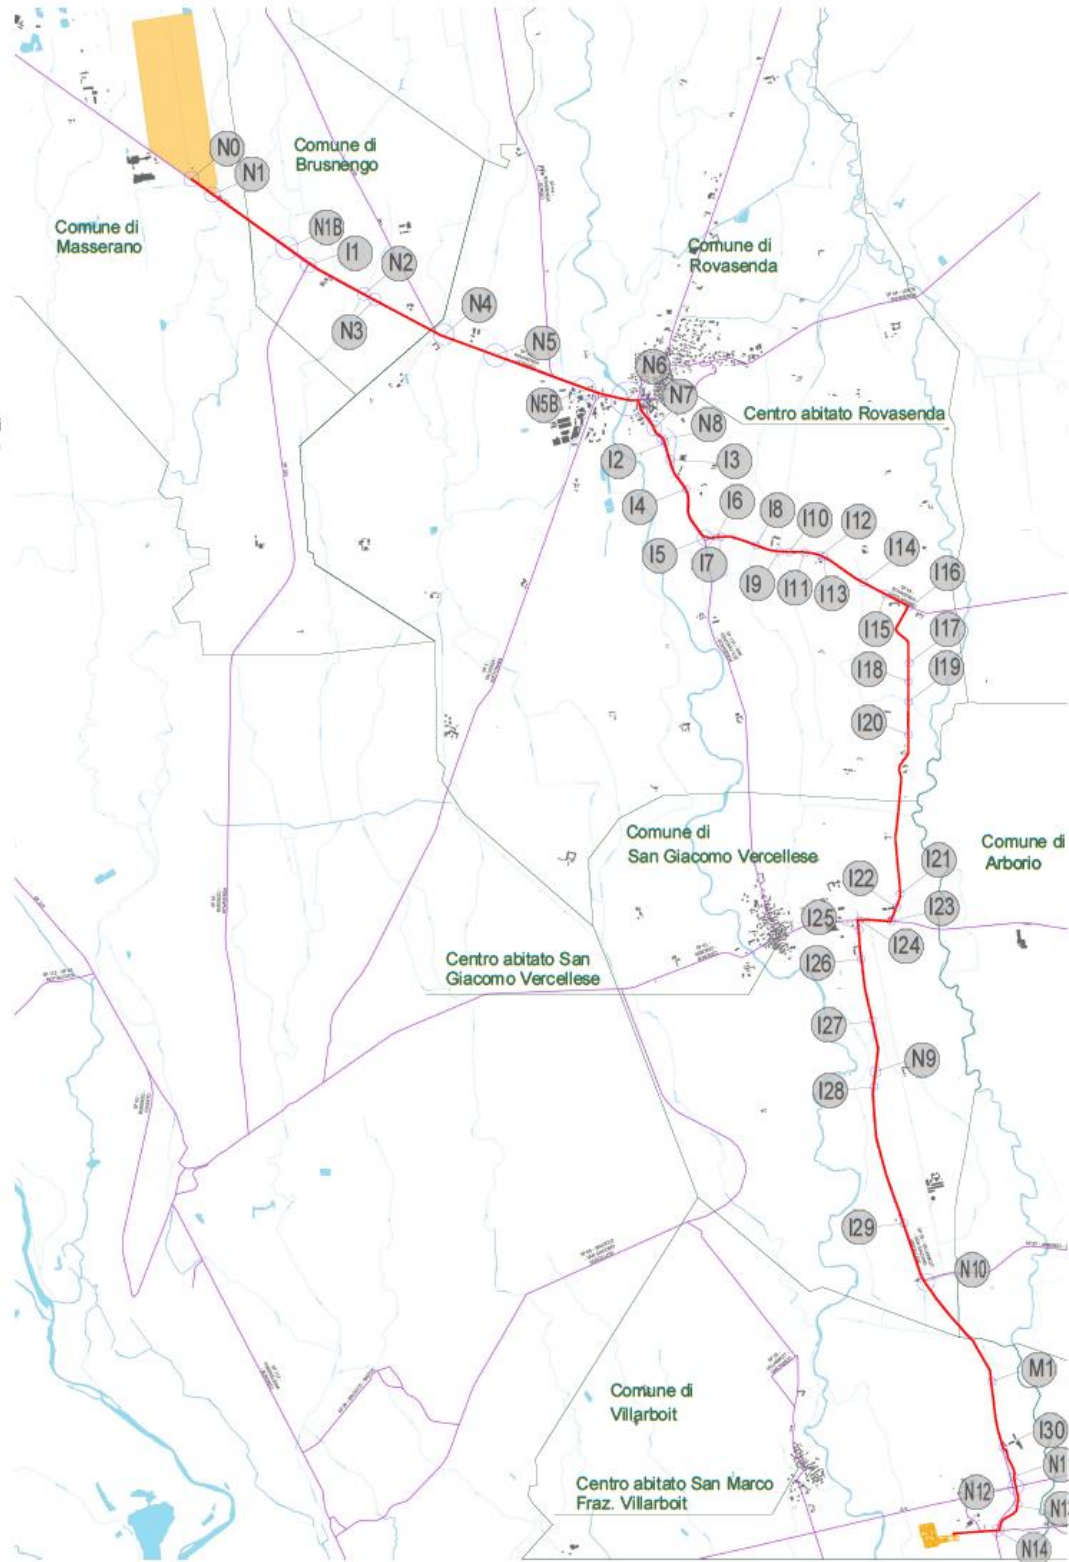 N0
N1
Comune di
Brusnengo
Comune di
Masserano
N1B
I1
N2
N3
N4
N5
N5B
Comune di
Rovasenda
N6
N7
N8
Centro abitato Rovasenda
I2
I3
I4
I5
I6
I7
I8
I9
I10
I11
I12
I13
I14
I15
I16
I17
I18
I19
I20
Comune di
San Giacomo Vercellese
Comune di
Arborio
I21
I22
I23
I24
I25
I26
Centro abitato San
Giacomo Vercellese
I27
N9
I28
I29
N10
M1
Comune di
Villarboit
I30
N1
Centro abitato San Marco
Fraz. Villarboit
N12
N13
N14